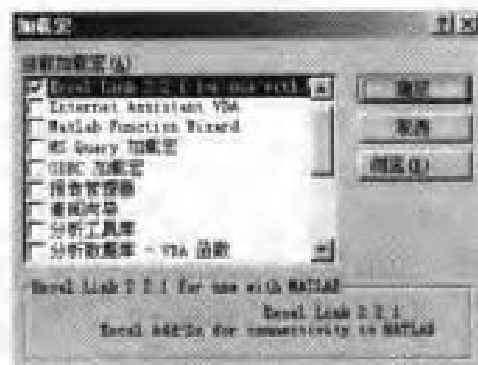 加载宏
当前加载宏(A)
Excel Link 2.2.1 for use with
Internet Assistant VBA
Matlab Function Wizard
MS Query 加载宏
ODBC 加载宏
报告管理器
查阅向导
分析工具库
分析数据库 - VBA 函数
确定
取消
浏览(B)
Excel Link 2.2.1 for use with MATLAB
Excel Link 2.2.1
Excel Add-In for connectivity to MATLAB